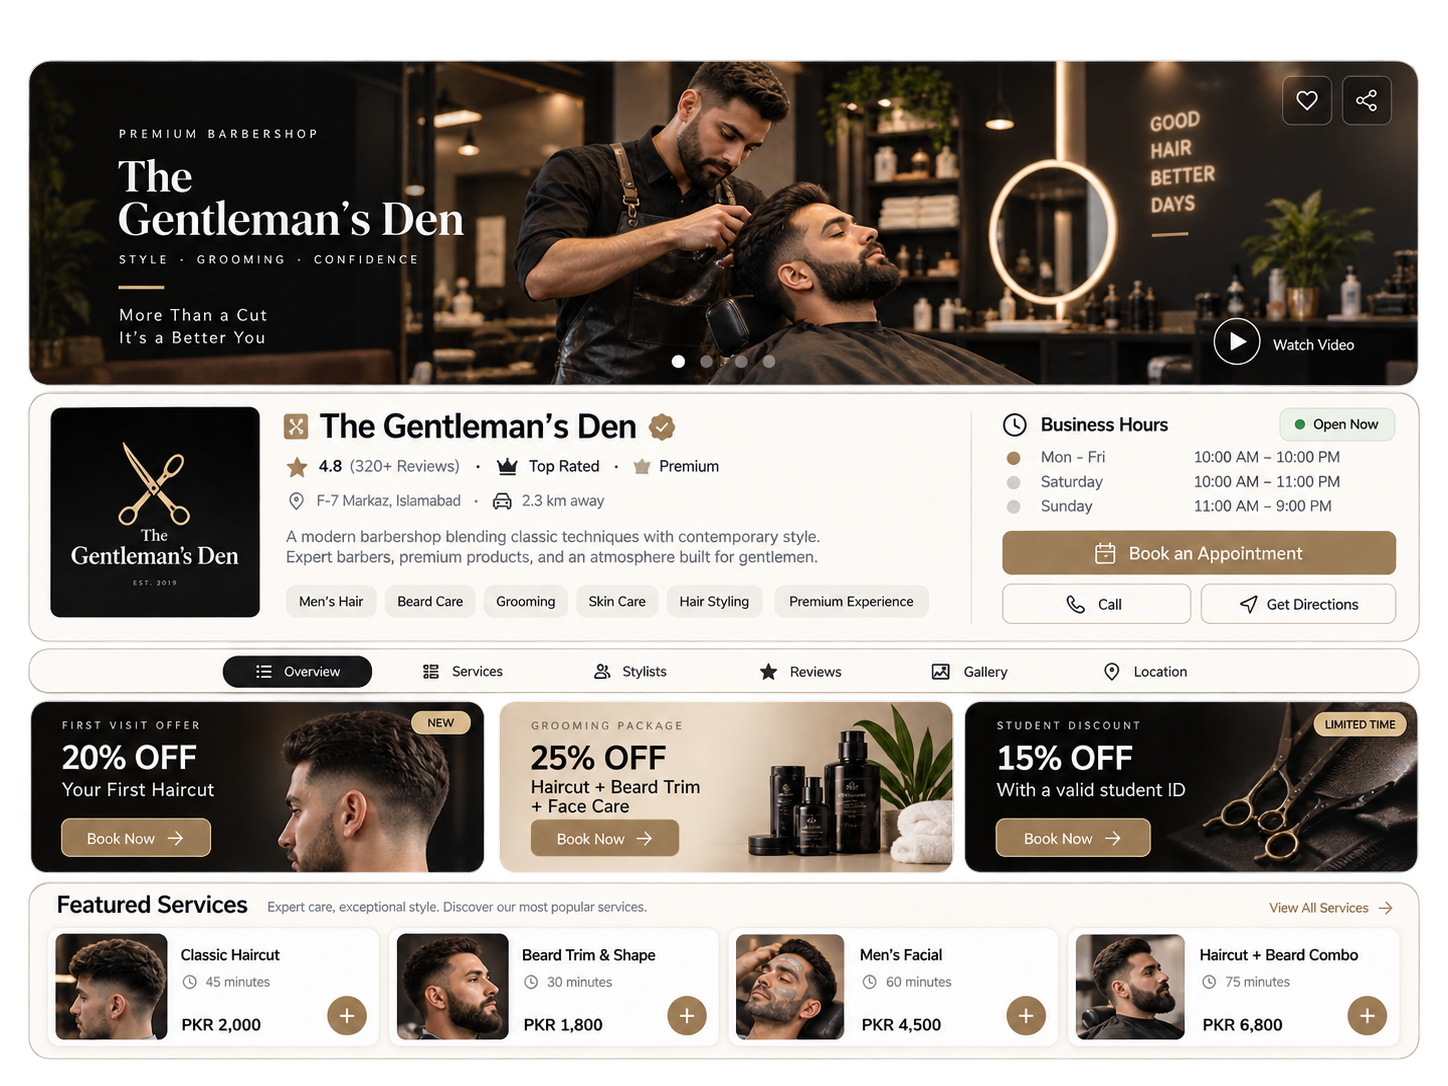 PREMIUM BARBERSHOP
The
Gentleman's Den
STYLE · GROOMING · CONFIDENCE
More Than a Cut
It's a Better You
GOOD
HAIR
BETTER
DAYS
Watch Video
The
Gentleman's Den
EST. 2019
The Gentleman's Den
4.8 (320+ Reviews) · Top Rated · Premium
F-7 Markaz, Islamabad · 2.3 km away
A modern barbershop blending classic techniques with contemporary style.
Expert barbers, premium products, and an atmosphere built for gentlemen.
Men's Hair Beard Care Grooming Skin Care Hair Styling Premium Experience
Business Hours Open Now
Mon - Fri 10:00 AM – 10:00 PM
Saturday 10:00 AM – 11:00 PM
Sunday 11:00 AM – 9:00 PM
Book an Appointment
Call Get Directions
Overview Services Stylists Reviews Gallery Location
FIRST VISIT OFFER NEW
20% OFF
Your First Haircut
Book Now
GROOMING PACKAGE
25% OFF
Haircut + Beard Trim
+ Face Care
Book Now
STUDENT DISCOUNT LIMITED TIME
15% OFF
With a valid student ID
Book Now
Featured Services Expert care, exceptional style. Discover our most popular services. View All Services
Classic Haircut
45 minutes
PKR 2,000
Beard Trim & Shape
30 minutes
PKR 1,800
Men's Facial
60 minutes
PKR 4,500
Haircut + Beard Combo
75 minutes
PKR 6,800